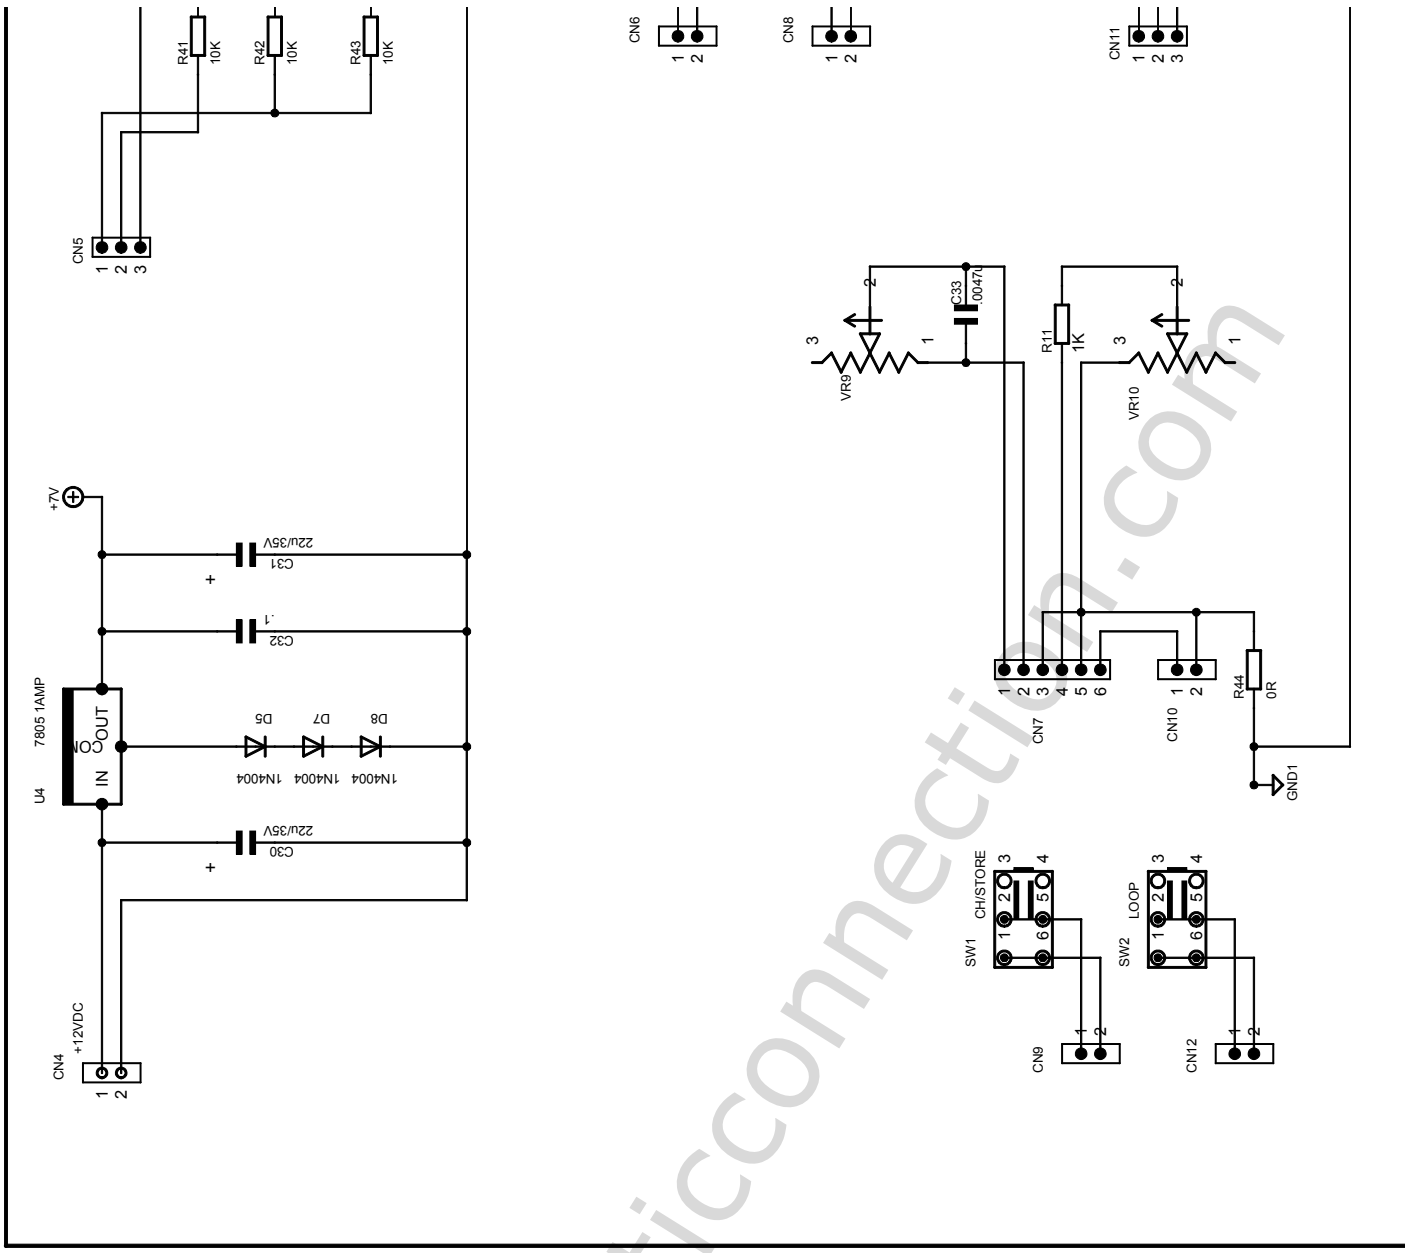 CN6
1
2
CN8
1
2
CN11
1
2
3
R41
10K
R42
10K
R43
10K
CN5
1
2
3
VR9
3
2
1
C33
.0047u
R11
1K
VR10
3
2
1
+7V
C31
22u/35V
+
C32
.1
7805 1AMP
U4
OUT
CON
IN
D5
1N4004
D7
1N4004
D8
1N4004
C30
22u/35V
+
CN4
+12VDC
1
2
CN7
1
2
3
4
5
6
CN10
1
2
R44
0R
GND1
SW1
CH/STORE
1
2
3
4
5
6
SW2
LOOP
1
2
3
4
5
6
CN9
1
2
CN12
1
2
ticconnection.com